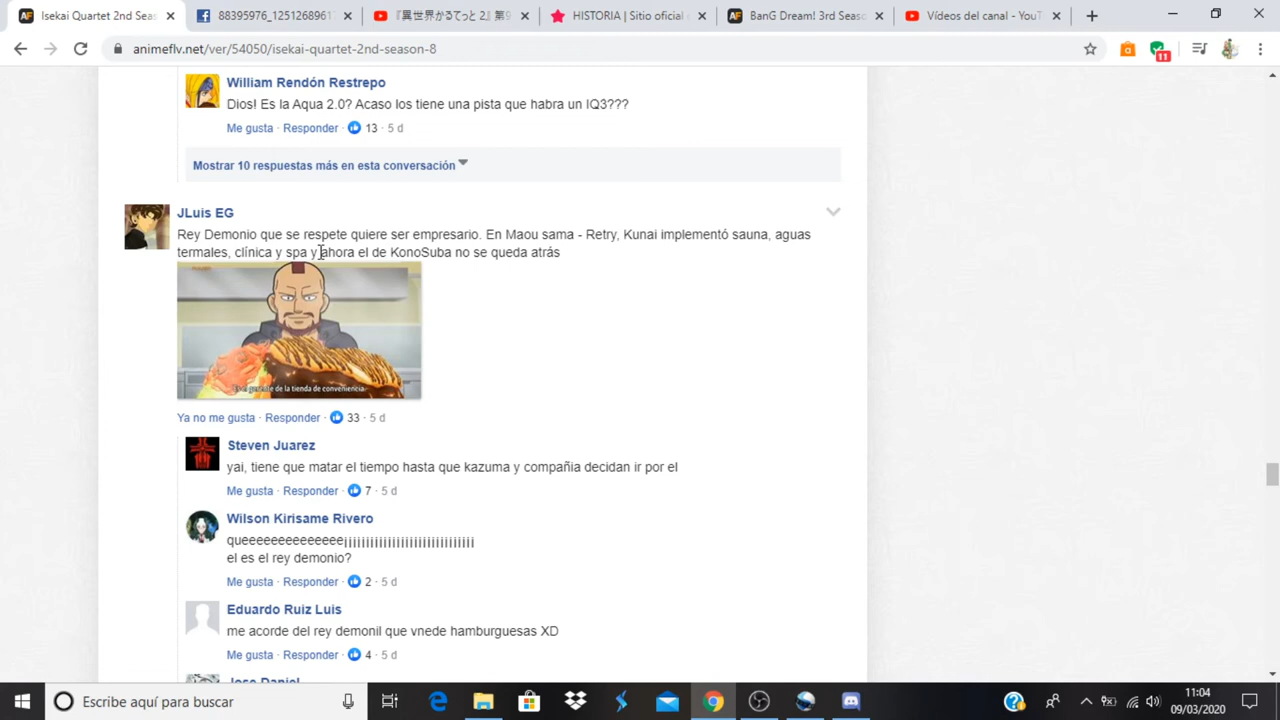 Isekai Quartet 2nd Seas
88395976_1251268961
『異世界かるてっと 2』第9
HISTORIA | Sitio oficial
BanG Dream! 3rd Seaso
Vídeos del canal - YouT
animeflv.net/ver/54050/isekai-quartet-2nd-season-8
11
William Rendón Restrepo
Dios! Es la Aqua 2.0? Acaso los tiene una pista que habra un IQ3???
Me gusta · Responder · 13 · 5 d
Mostrar 10 respuestas más en esta conversación
JLuis EG
Rey Demonio que se respete quiere ser empresario. En Maou sama - Retry, Kunai implementó sauna, aguas
termales, clínica y spa y ahora el de KonoSuba no se queda atrás
Es el gerente de la tienda de conveniencia.
Ya no me gusta · Responder · 33 · 5 d
Steven Juarez
yai, tiene que matar el tiempo hasta que kazuma y compañia decidan ir por el
Me gusta · Responder · 7 · 5 d
Wilson Kirisame Rivero
queeeeeeeeeeeeee¡¡¡¡¡¡¡¡¡¡¡¡¡¡¡¡¡¡¡¡¡¡¡¡¡¡¡¡
el es el rey demonio?
Me gusta · Responder · 2 · 5 d
Eduardo Ruiz Luis
me acorde del rey demonil que vnede hamburguesas XD
Me gusta · Responder · 4 · 5 d
Jose Daniel
Escribe aquí para buscar
11:04
09/03/2020